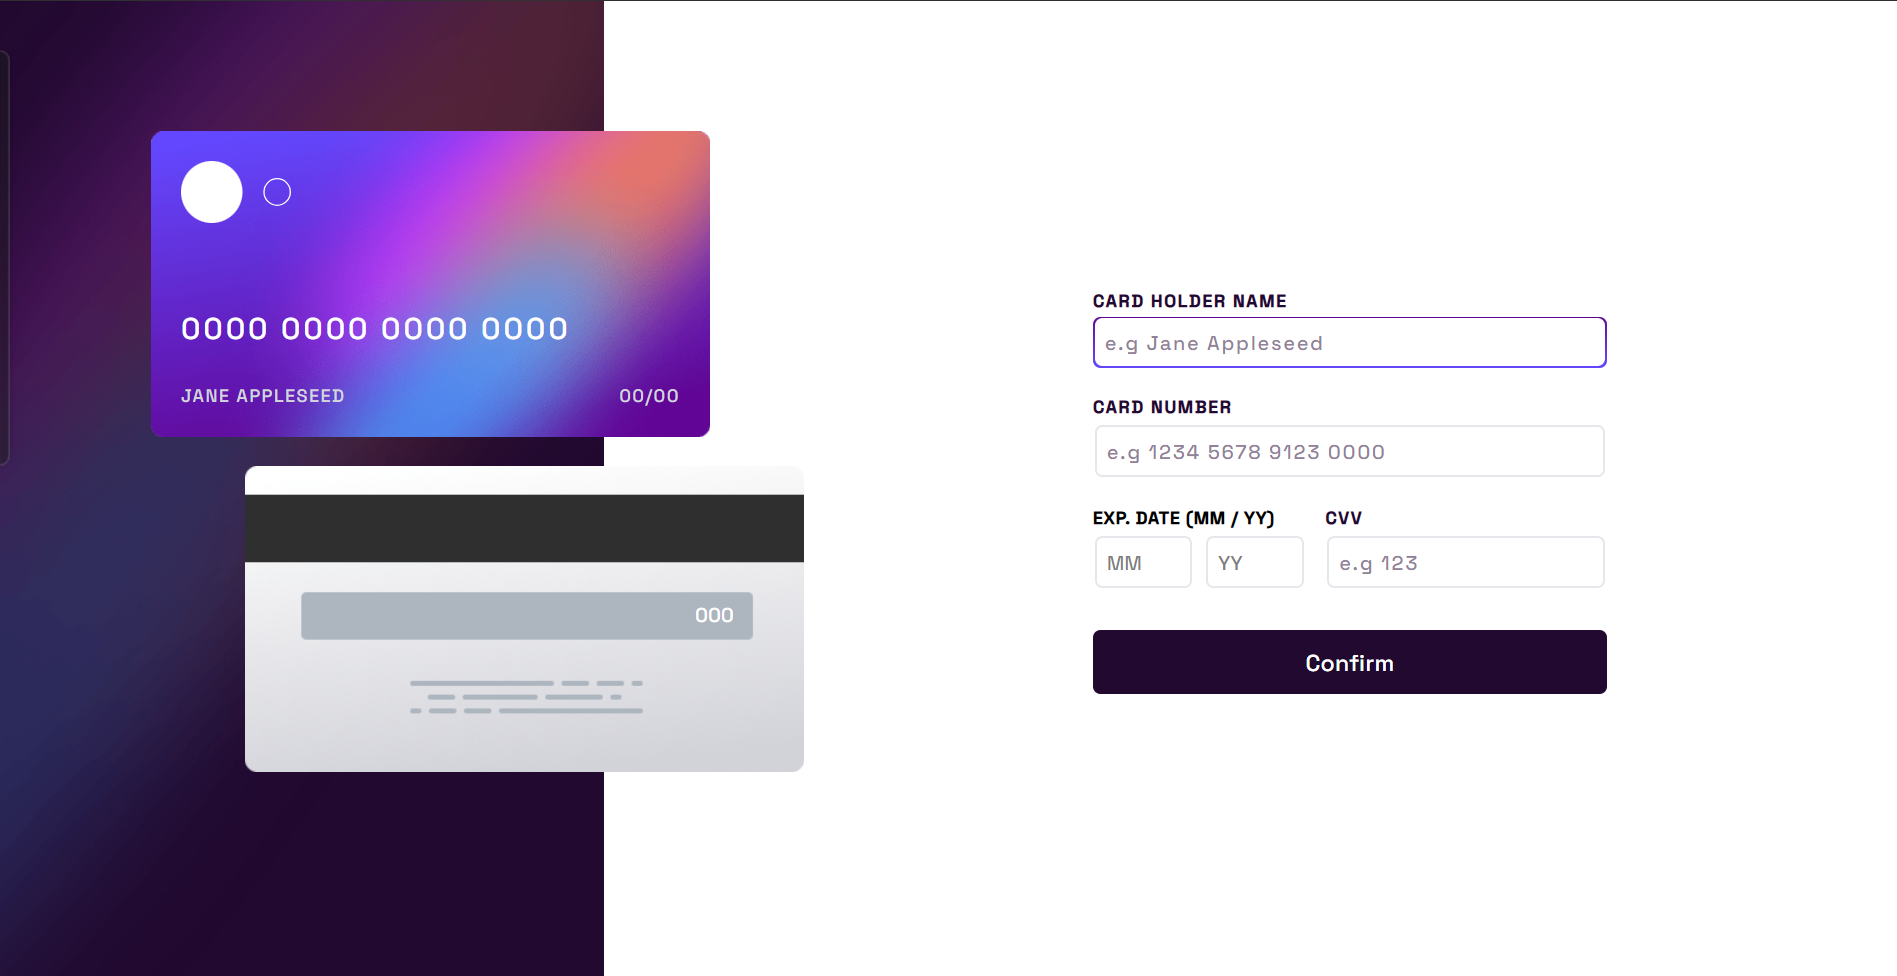 0000 0000 0000 0000
JANE APPLESEED 00/00
000
CARD HOLDER NAME
e.g Jane Appleseed
CARD NUMBER
e.g 1234 5678 9123 0000
EXP. DATE (MM / YY) CVV
MM YY e.g 123
Confirm